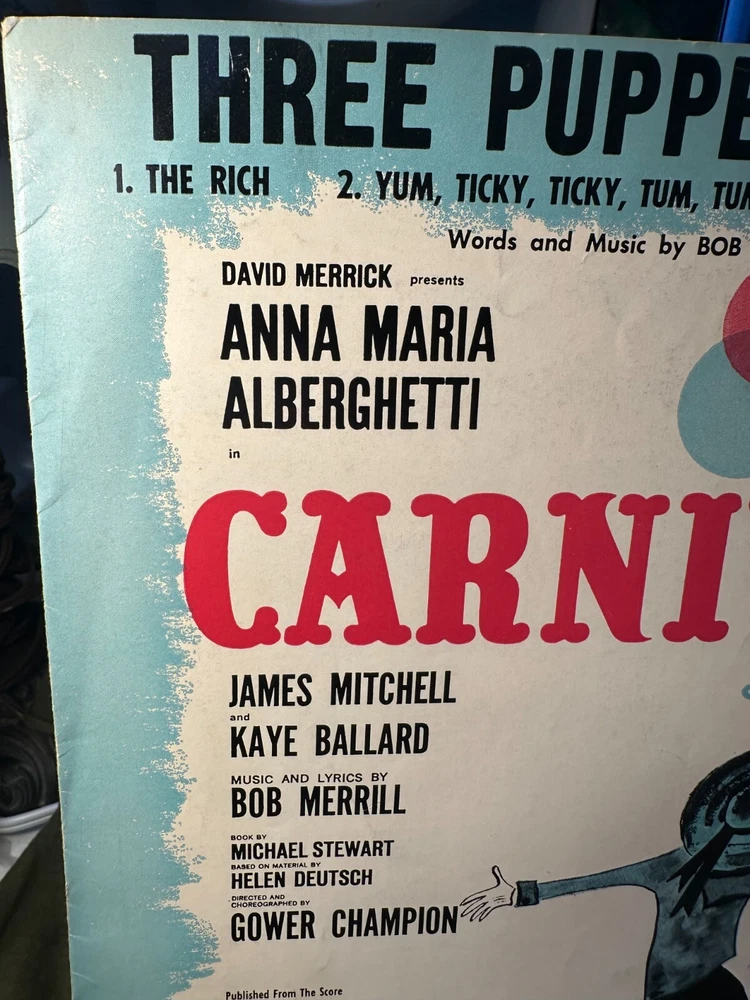 THREE PUPPE
1. THE RICH 2. YUM, TICKY, TICKY, TUM, TUM
Words and Music by BOB
DAVID MERRICK presents
ANNA MARIA
ALBERGHETTI
in
CARNI
JAMES MITCHELL
and
KAYE BALLARD
MUSIC AND LYRICS BY
BOB MERRILL
BOOK BY
MICHAEL STEWART
BASED ON MATERIAL BY
HELEN DEUTSCH
DIRECTED AND
CHOREOGRAPHED BY
GOWER CHAMPION
Published From The Score